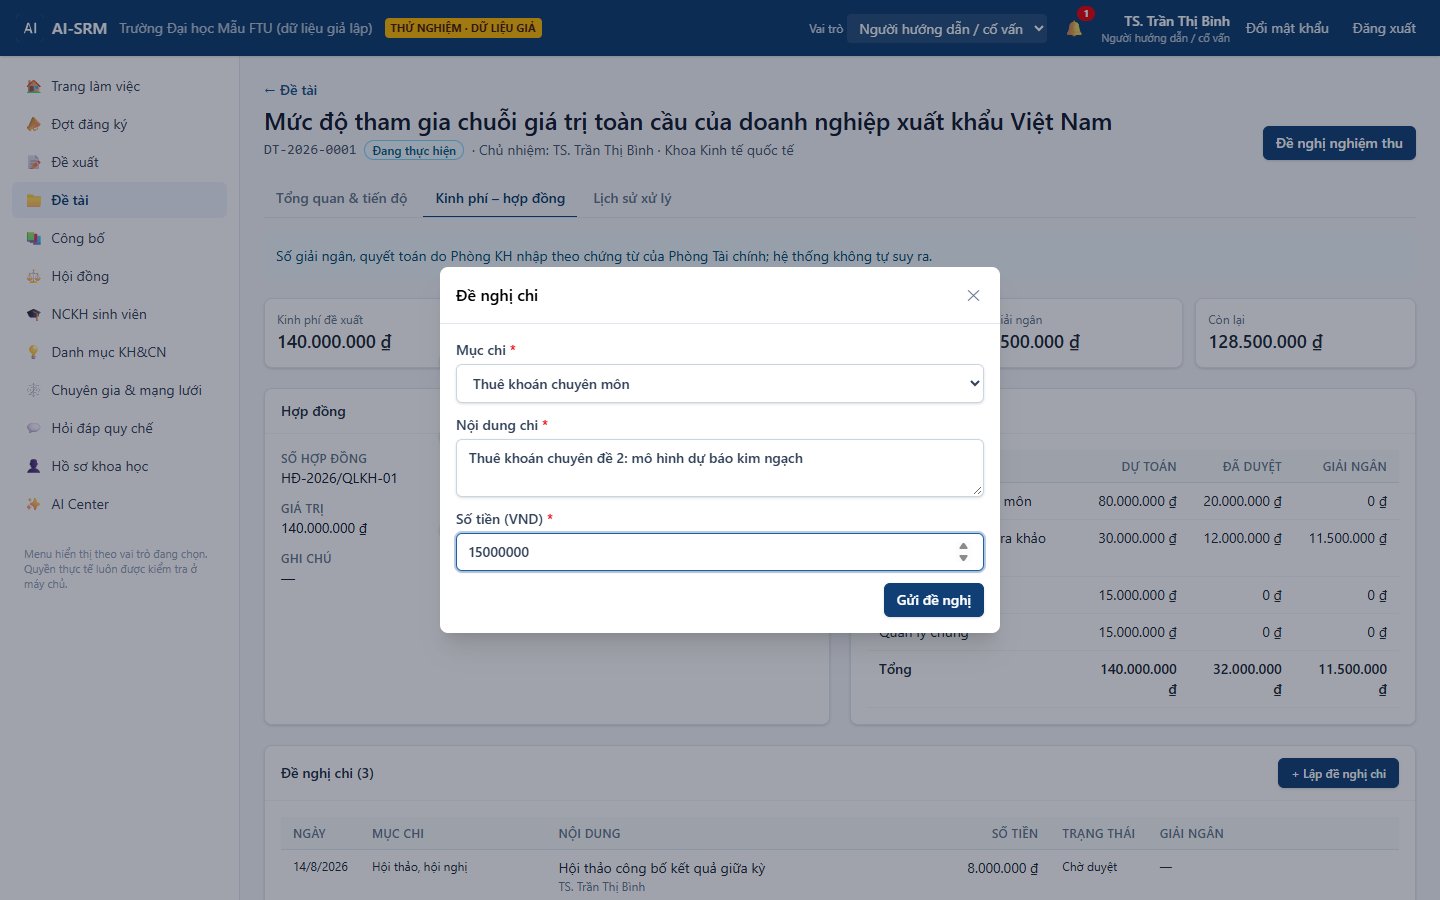 AI AI-SRM Trường Đại học Mẫu FTU (dữ liệu giả lập) THỬ NGHIỆM · DỮ LIỆU GIẢ
Vai trò Người hướng dẫn / cố vấn 1 TS. Trần Thị Bình Đổi mật khẩu Đăng xuất
Người hướng dẫn / cố vấn
Trang làm việc
Đợt đăng ký
Đề xuất
Đề tài
Công bố
Hội đồng
NCKH sinh viên
Danh mục KH&CN
Chuyên gia & mạng lưới
Hỏi đáp quy chế
Hồ sơ khoa học
AI Center
Menu hiển thị theo vai trò đang chọn.
Quyền thực tế luôn được kiểm tra ở
máy chủ.
← Đề tài
Mức độ tham gia chuỗi giá trị toàn cầu của doanh nghiệp xuất khẩu Việt Nam
DT-2026-0001 Đang thực hiện · Chủ nhiệm: TS. Trần Thị Bình · Khoa Kinh tế quốc tế
Đề nghị nghiệm thu
Tổng quan & tiến độ Kinh phí – hợp đồng Lịch sử xử lý
Số giải ngân, quyết toán do Phòng KH nhập theo chứng từ của Phòng Tài chính; hệ thống không tự suy ra.
Kinh phí đề xuất
140.000.000 ₫
ải ngân
500.000 ₫
Còn lại
128.500.000 ₫
Đề nghị chi
Mục chi *
Thuê khoán chuyên môn
Nội dung chi *
Thuê khoán chuyên đề 2: mô hình dự báo kim ngạch
Số tiền (VND) *
15000000
Gửi đề nghị
Hợp đồng
SỐ HỢP ĐỒNG
HĐ-2026/QLKH-01
GIÁ TRỊ
140.000.000 ₫
GHI CHÚ
—
DỰ TOÁN ĐÃ DUYỆT GIẢI NGÂN
môn 80.000.000 ₫ 20.000.000 ₫ 0 ₫
ra khảo 30.000.000 ₫ 12.000.000 ₫ 11.500.000 ₫
15.000.000 ₫ 0 ₫ 0 ₫
Quản lý chung 15.000.000 ₫ 0 ₫ 0 ₫
Tổng 140.000.000 ₫ 32.000.000 ₫ 11.500.000 ₫
Đề nghị chi (3)
+ Lập đề nghị chi
NGÀY MỤC CHI NỘI DUNG SỐ TIỀN TRẠNG THÁI GIẢI NGÂN
14/8/2026 Hội thảo, hội nghị Hội thảo công bố kết quả giữa kỳ 8.000.000 ₫ Chờ duyệt —
TS. Trần Thị Bình